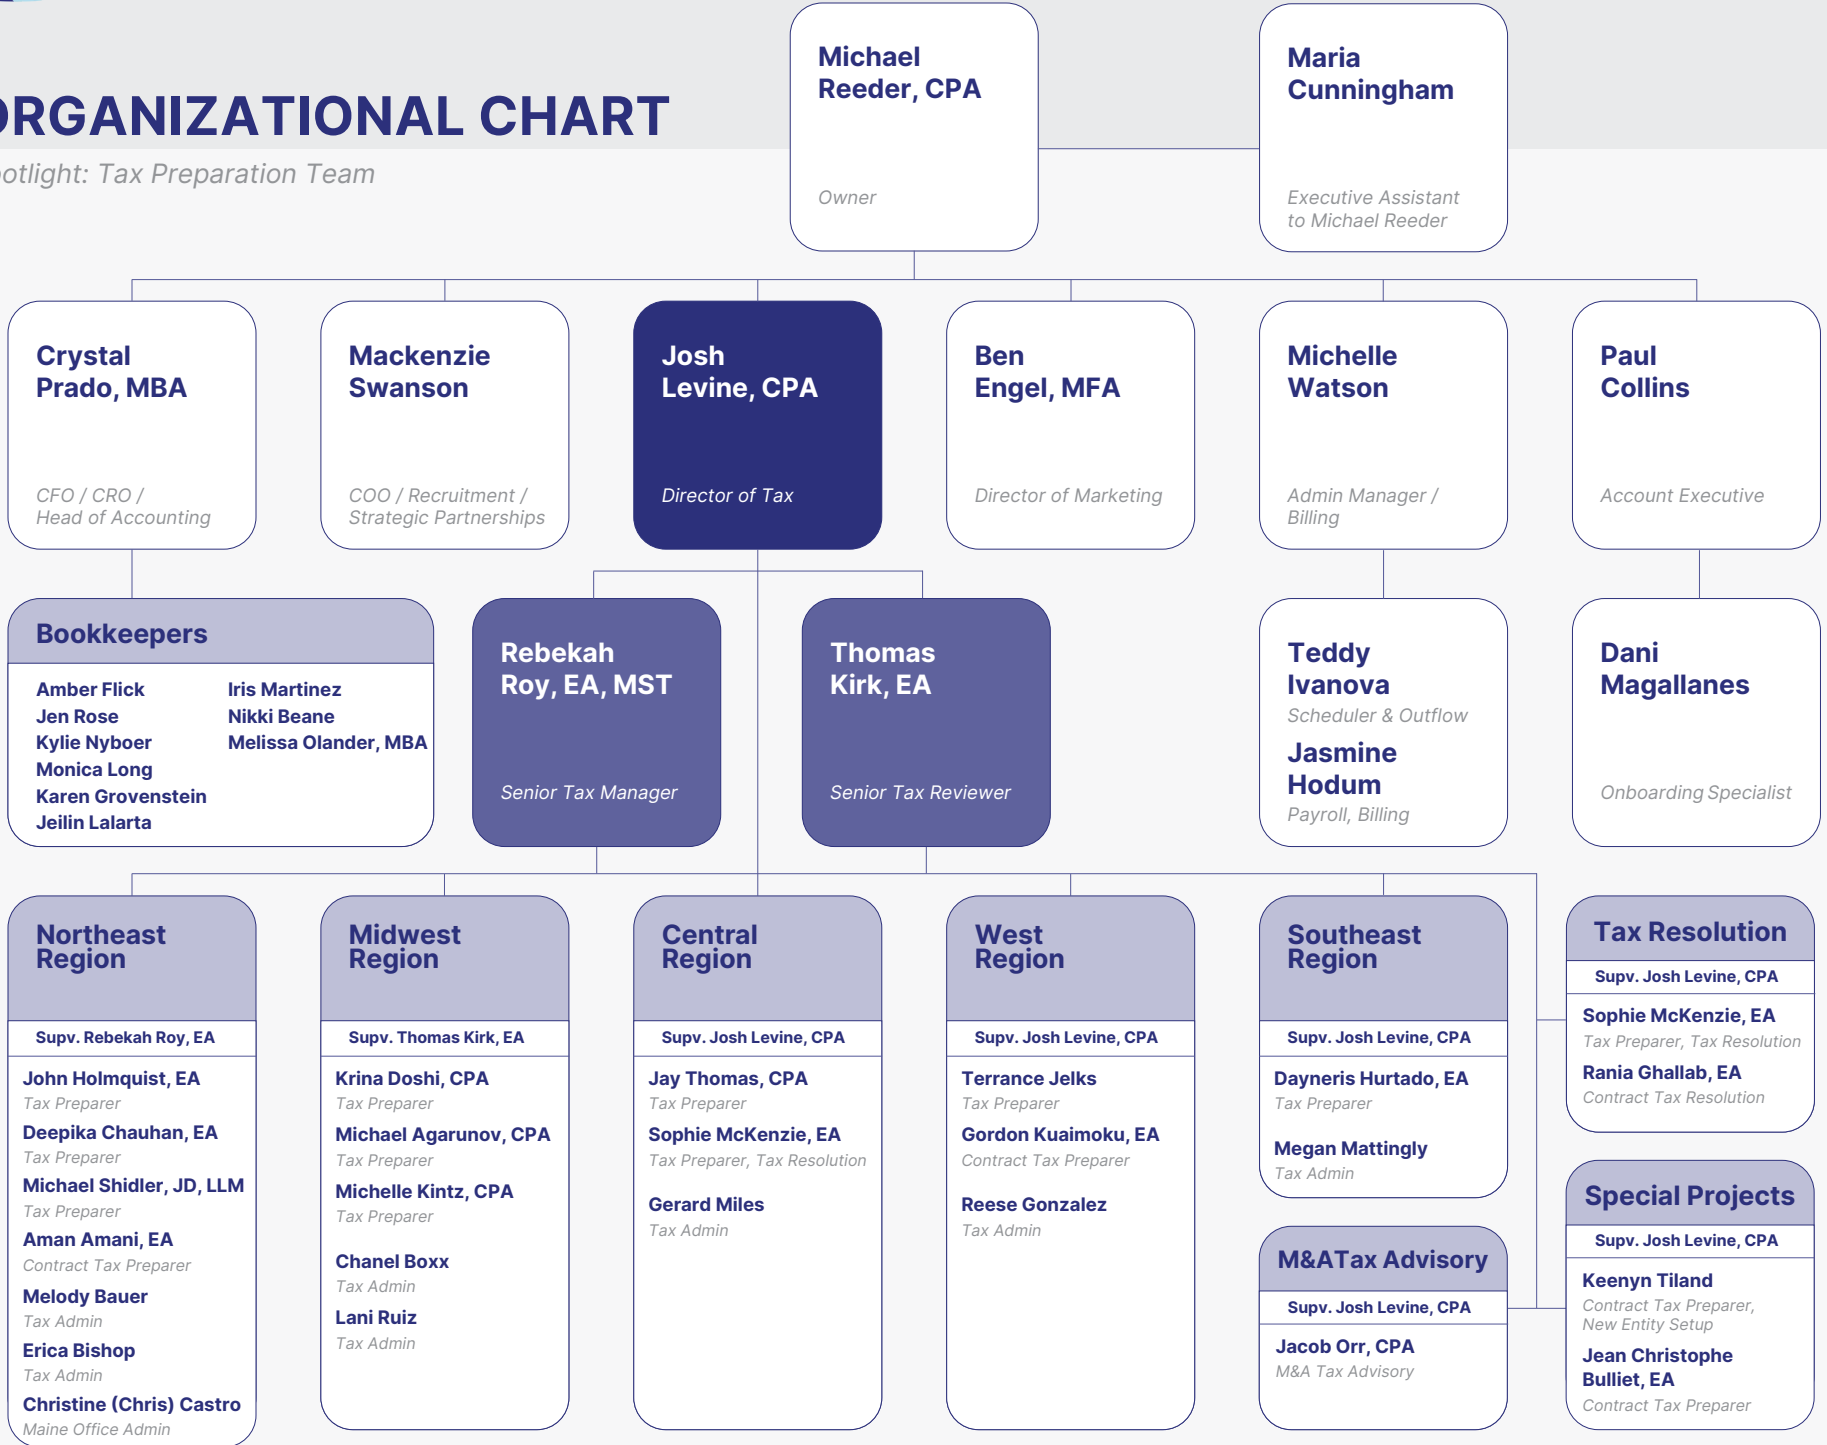 Michael
Reeder, CPA
Owner
Maria
Cunningham
Executive Assistant
to Michael Reeder
ORGANIZATIONAL CHART
potlight: Tax Preparation Team
Crystal
Prado, MBA
CFO / CRO /
Head of Accounting
Mackenzie
Swanson
COO / Recruitment /
Strategic Partnerships
Josh
Levine, CPA
Director of Tax
Ben
Engel, MFA
Director of Marketing
Michelle
Watson
Admin Manager /
Billing
Paul
Collins
Account Executive
Bookkeepers
Amber Flick
Jen Rose
Kylie Nyboer
Monica Long
Karen Grovenstein
Jeilin Lalarta
Iris Martinez
Nikki Beane
Melissa Olander, MBA
Rebekah
Roy, EA, MST
Senior Tax Manager
Thomas
Kirk, EA
Senior Tax Reviewer
Teddy
Ivanova
Scheduler & Outflow
Jasmine
Hodum
Payroll, Billing
Dani
Magallanes
Onboarding Specialist
Northeast
Region
Supv. Rebekah Roy, EA
John Holmquist, EA
Tax Preparer
Deepika Chauhan, EA
Tax Preparer
Michael Shidler, JD, LLM
Tax Preparer
Aman Amani, EA
Contract Tax Preparer
Melody Bauer
Tax Admin
Erica Bishop
Tax Admin
Christine (Chris) Castro
Maine Office Admin
Midwest
Region
Supv. Thomas Kirk, EA
Krina Doshi, CPA
Tax Preparer
Michael Agarunov, CPA
Tax Preparer
Michelle Kintz, CPA
Tax Preparer
Chanel Boxx
Tax Admin
Lani Ruiz
Tax Admin
Central
Region
Supv. Josh Levine, CPA
Jay Thomas, CPA
Tax Preparer
Sophie McKenzie, EA
Tax Preparer, Tax Resolution
Gerard Miles
Tax Admin
West
Region
Supv. Josh Levine, CPA
Terrance Jelks
Tax Preparer
Gordon Kuaimoku, EA
Contract Tax Preparer
Reese Gonzalez
Tax Admin
Southeast
Region
Supv. Josh Levine, CPA
Dayneris Hurtado, EA
Tax Preparer
Megan Mattingly
Tax Admin
M&ATax Advisory
Supv. Josh Levine, CPA
Jacob Orr, CPA
M&A Tax Advisory
Tax Resolution
Supv. Josh Levine, CPA
Sophie McKenzie, EA
Tax Preparer, Tax Resolution
Rania Ghallab, EA
Contract Tax Resolution
Special Projects
Supv. Josh Levine, CPA
Keenyn Tiland
Contract Tax Preparer,
New Entity Setup
Jean Christophe
Bulliet, EA
Contract Tax Preparer